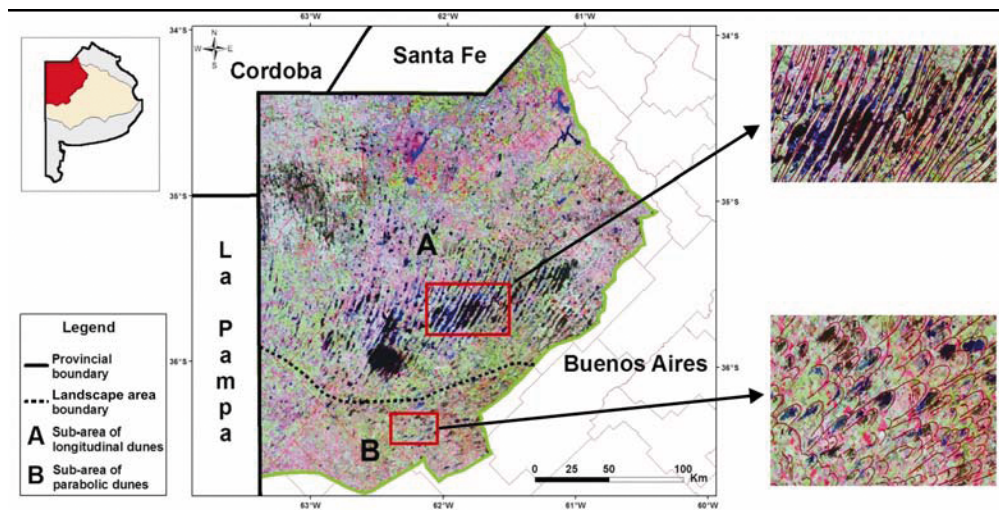 63°W 62°W 61°W
34°S 34°S
N
W E
S
Cordoba
Santa Fe
35°S 35°S
A
L
a
P
a
m
p
a
36°S 36°S
Buenos Aires
B
0 25 50 100
Km
63°W 62°W 61°W 60°W
Legend
Provincial
boundary
Landscape area
boundary
A Sub-area of
longitudinal dunes
B Sub-area of
parabolic dunes